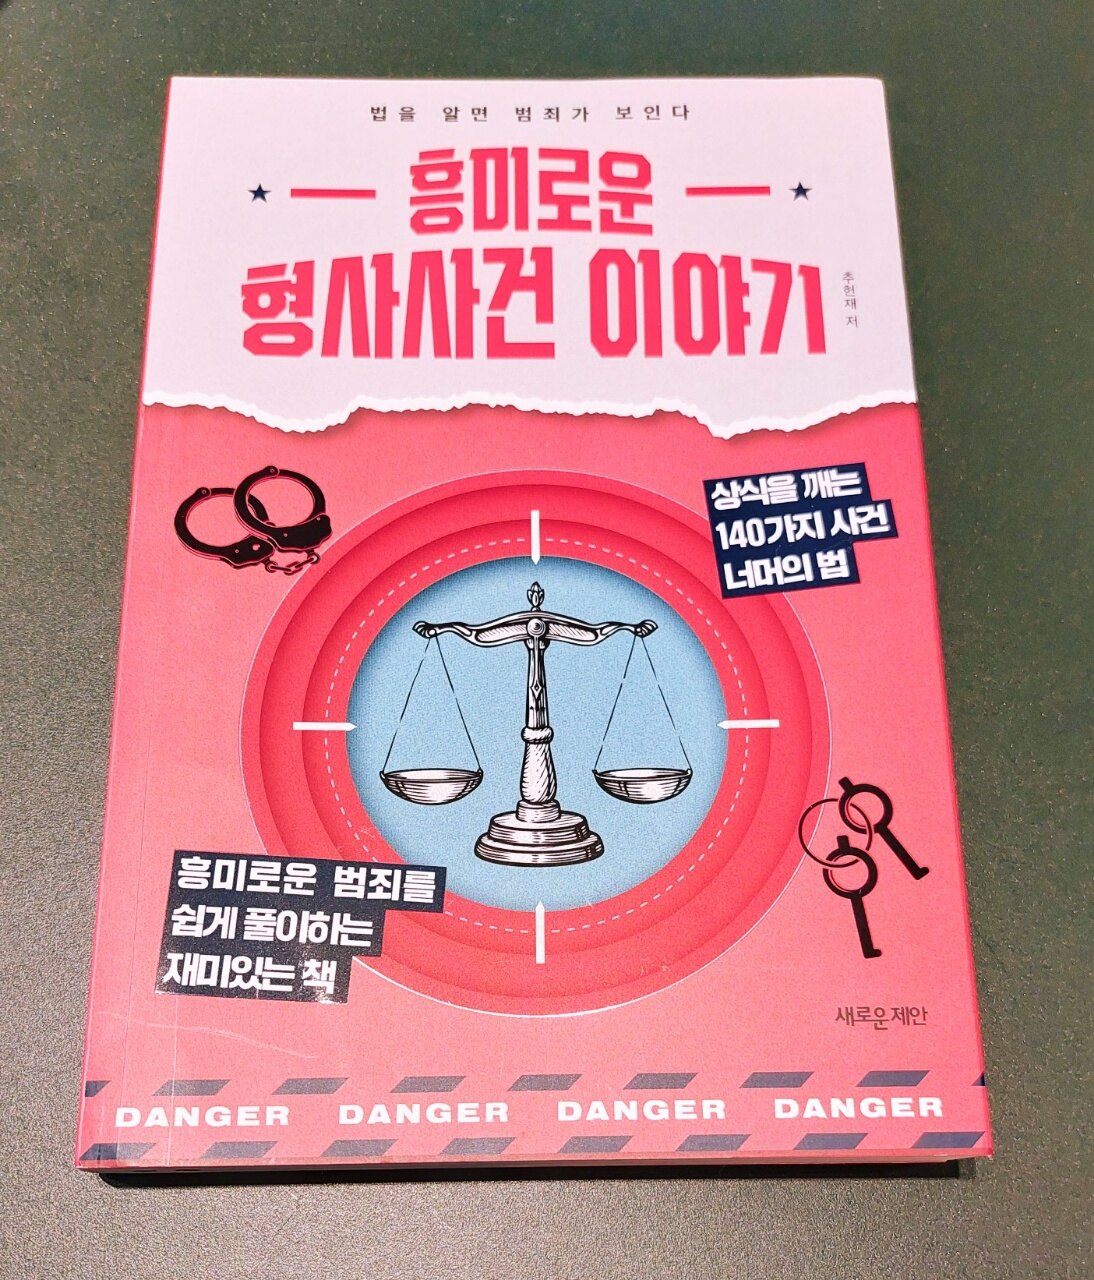 법을 알면 범죄가 보인다
흥미로운
형사사건 이야기
추현재 저
상식을 깨는
140가지 사건
너머의 법
흥미로운 범죄를
쉽게 풀이하는
재미있는 책
새로운제안
DANGER DANGER DANGER DANGER